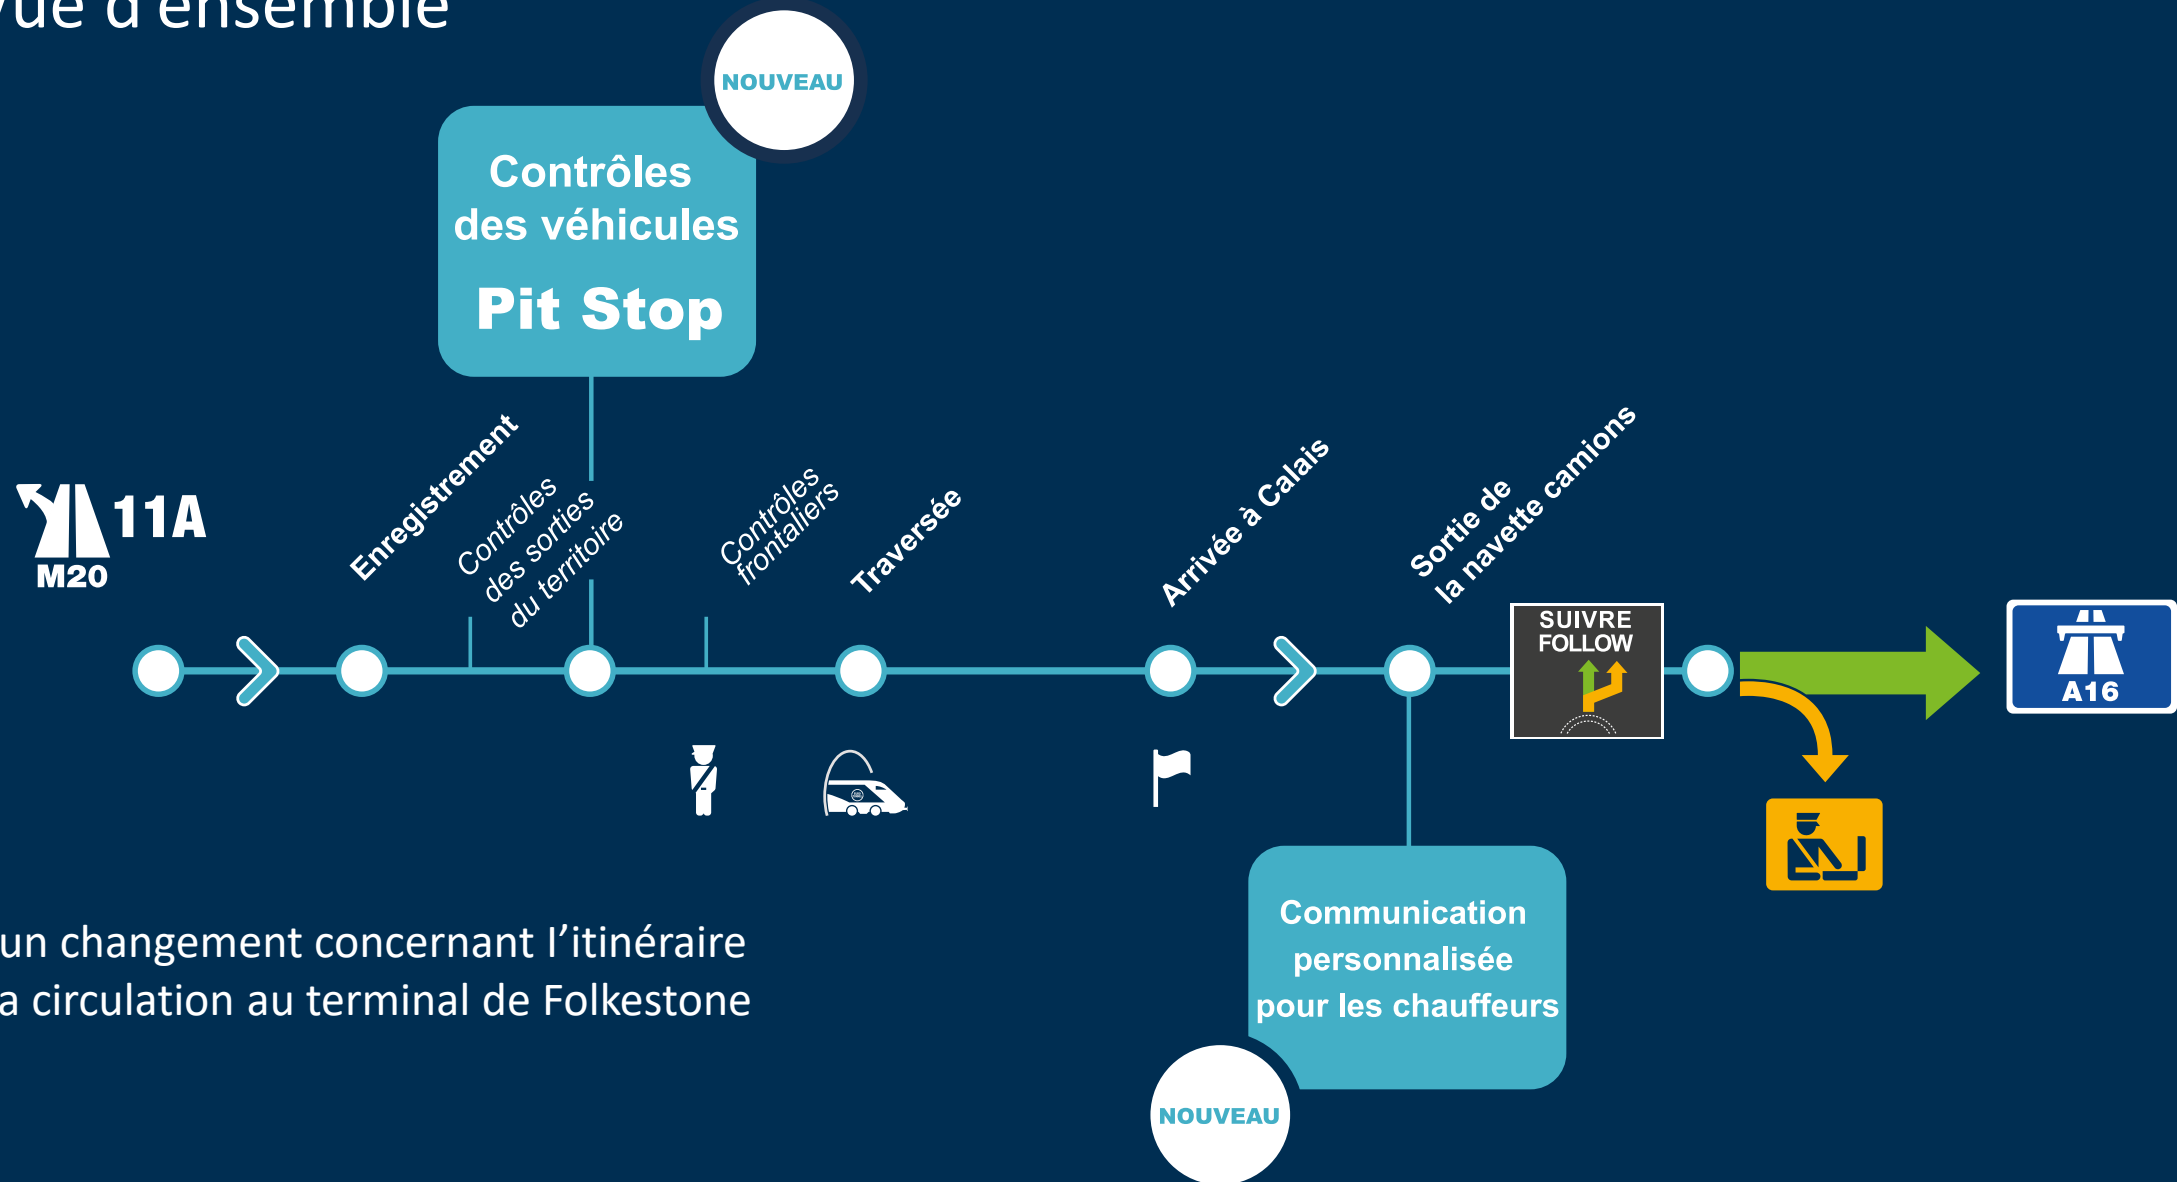 vue d'ensemble
NOUVEAU
Contrôles
des véhicules
Pit Stop
11A
M20
Enregistrement
Contrôles
des sorties
du territoire
Contrôles
frontaliers
Traversée
Arrivée à Calais
Sortie de
la navette camions
SUIVRE
FOLLOW
A16
un changement concernant l'itinéraire
a circulation au terminal de Folkestone
Communication
personnalisée
pour les chauffeurs
NOUVEAU